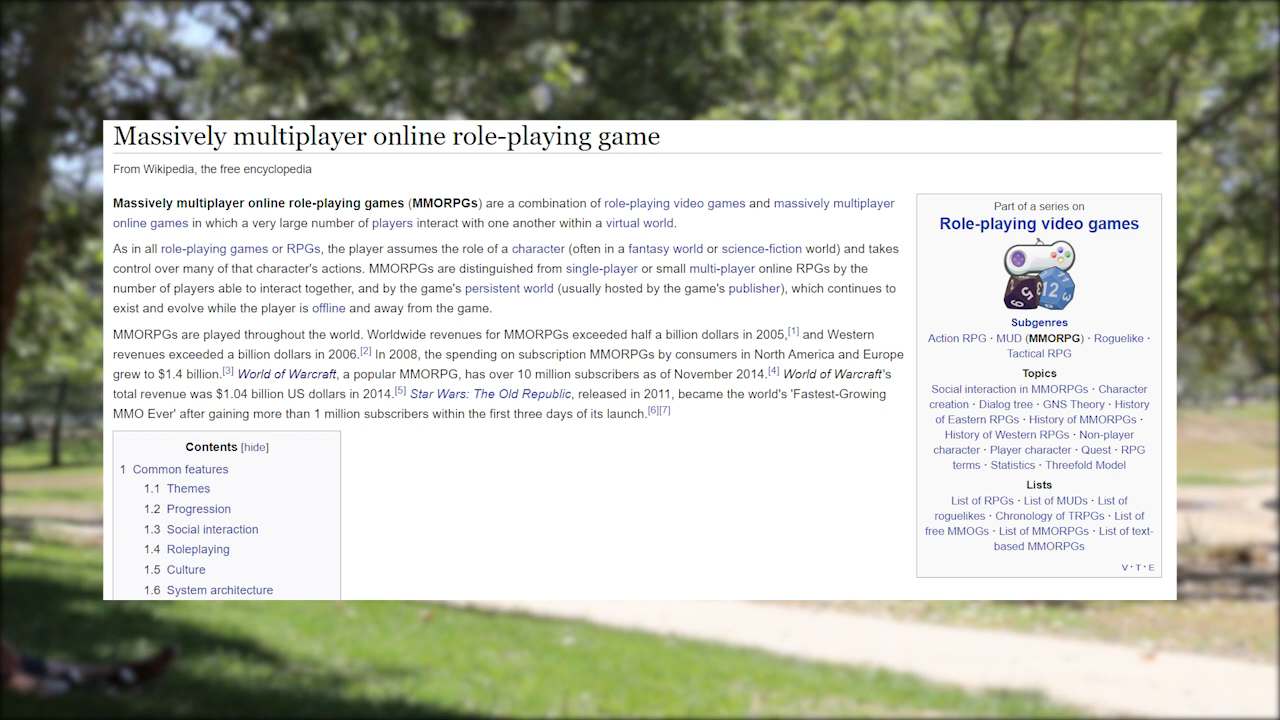 Massively multiplayer online role-playing game
From Wikipedia, the free encyclopedia
Massively multiplayer online role-playing games (MMORPGs) are a combination of role-playing video games and massively multiplayer
online games in which a very large number of players interact with one another within a virtual world.
As in all role-playing games or RPGs, the player assumes the role of a character (often in a fantasy world or science-fiction world) and takes
control over many of that character's actions. MMORPGs are distinguished from single-player or small multi-player online RPGs by the
number of players able to interact together, and by the game's persistent world (usually hosted by the game's publisher), which continues to
exist and evolve while the player is offline and away from the game.
MMORPGs are played throughout the world. Worldwide revenues for MMORPGs exceeded half a billion dollars in 2005,[1] and Western
revenues exceeded a billion dollars in 2006.[2] In 2008, the spending on subscription MMORPGs by consumers in North America and Europe
grew to $1.4 billion.[3] World of Warcraft, a popular MMORPG, has over 10 million subscribers as of November 2014.[4] World of Warcraft's
total revenue was $1.04 billion US dollars in 2014.[5] Star Wars: The Old Republic, released in 2011, became the world's 'Fastest-Growing
MMO Ever' after gaining more than 1 million subscribers within the first three days of its launch.[6][7]
Contents [hide]
1 Common features
1.1 Themes
1.2 Progression
1.3 Social interaction
1.4 Roleplaying
1.5 Culture
1.6 System architecture
Part of a series on
Role-playing video games
5
12
Subgenres
Action RPG · MUD (MMORPG) · Roguelike ·
Tactical RPG
Topics
Social interaction in MMORPGs · Character
creation · Dialog tree · GNS Theory · History
of Eastern RPGs · History of MMORPGs ·
History of Western RPGs · Non-player
character · Player character · Quest · RPG
terms · Statistics · Threefold Model
Lists
List of RPGs · List of MUDs · List of
roguelikes · Chronology of TRPGs · List of
free MMOGs · List of MMORPGs · List of text-
based MMORPGs
V · T · E